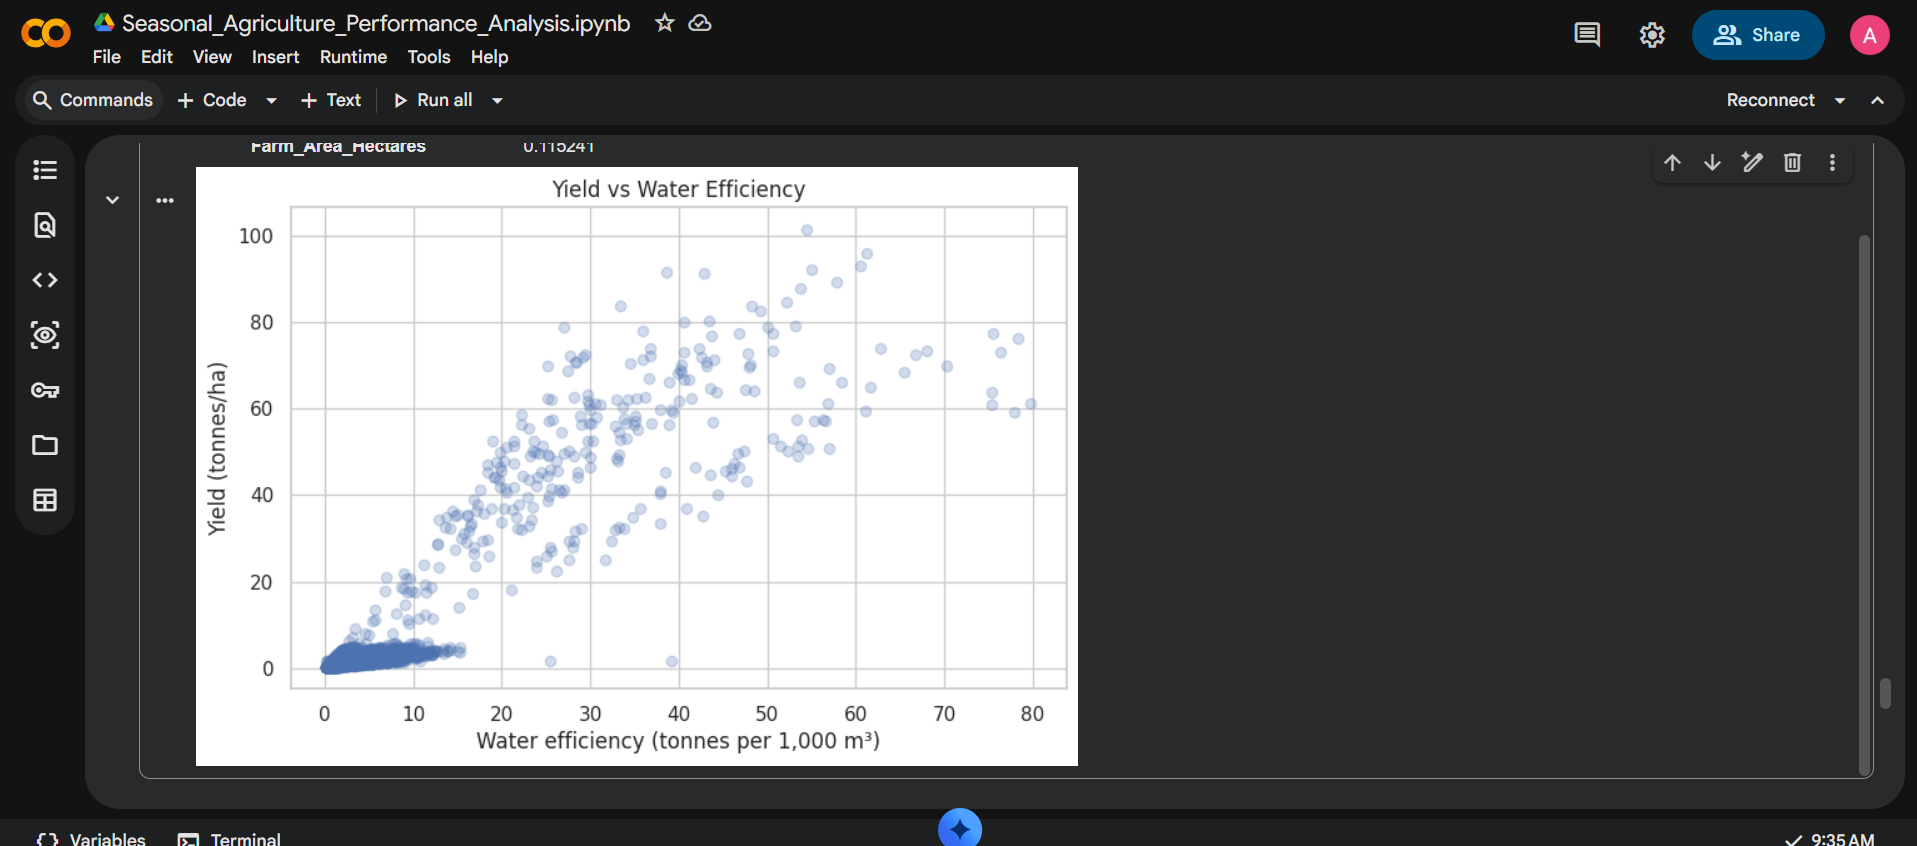 Seasonal_Agriculture_Performance_Analysis.ipynb
File Edit View Insert Runtime Tools Help
Share
A
Commands + Code + Text Run all
Reconnect
Farm_Area_Hectares 0.115241
Yield vs Water Efficiency
100
80
60
40
20
0
Yield (tonnes/ha)
0 10 20 30 40 50 60 70 80
Water efficiency (tonnes per 1,000 m³)
Variables Terminal
9:35 AM